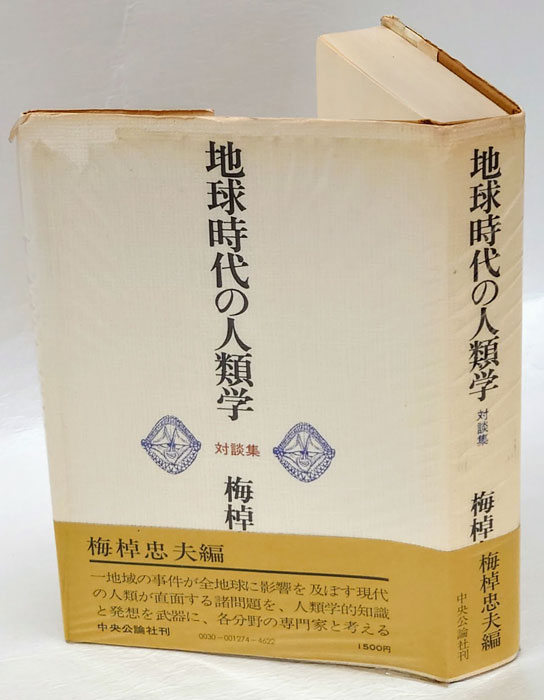 地球時代の人類学
対談集
梅棹
梅棹忠夫編
一地域の事件が全地球に影響を及ぼす現代
の人類が直面する諸問題を、人類学的知識
と発想を武器に、各分野の専門家と考える
中央公論社刊
0030-001274-4622
1500円
地球時代の人類学
対談集
梅棹
梅棹忠夫編
中央公論社刊